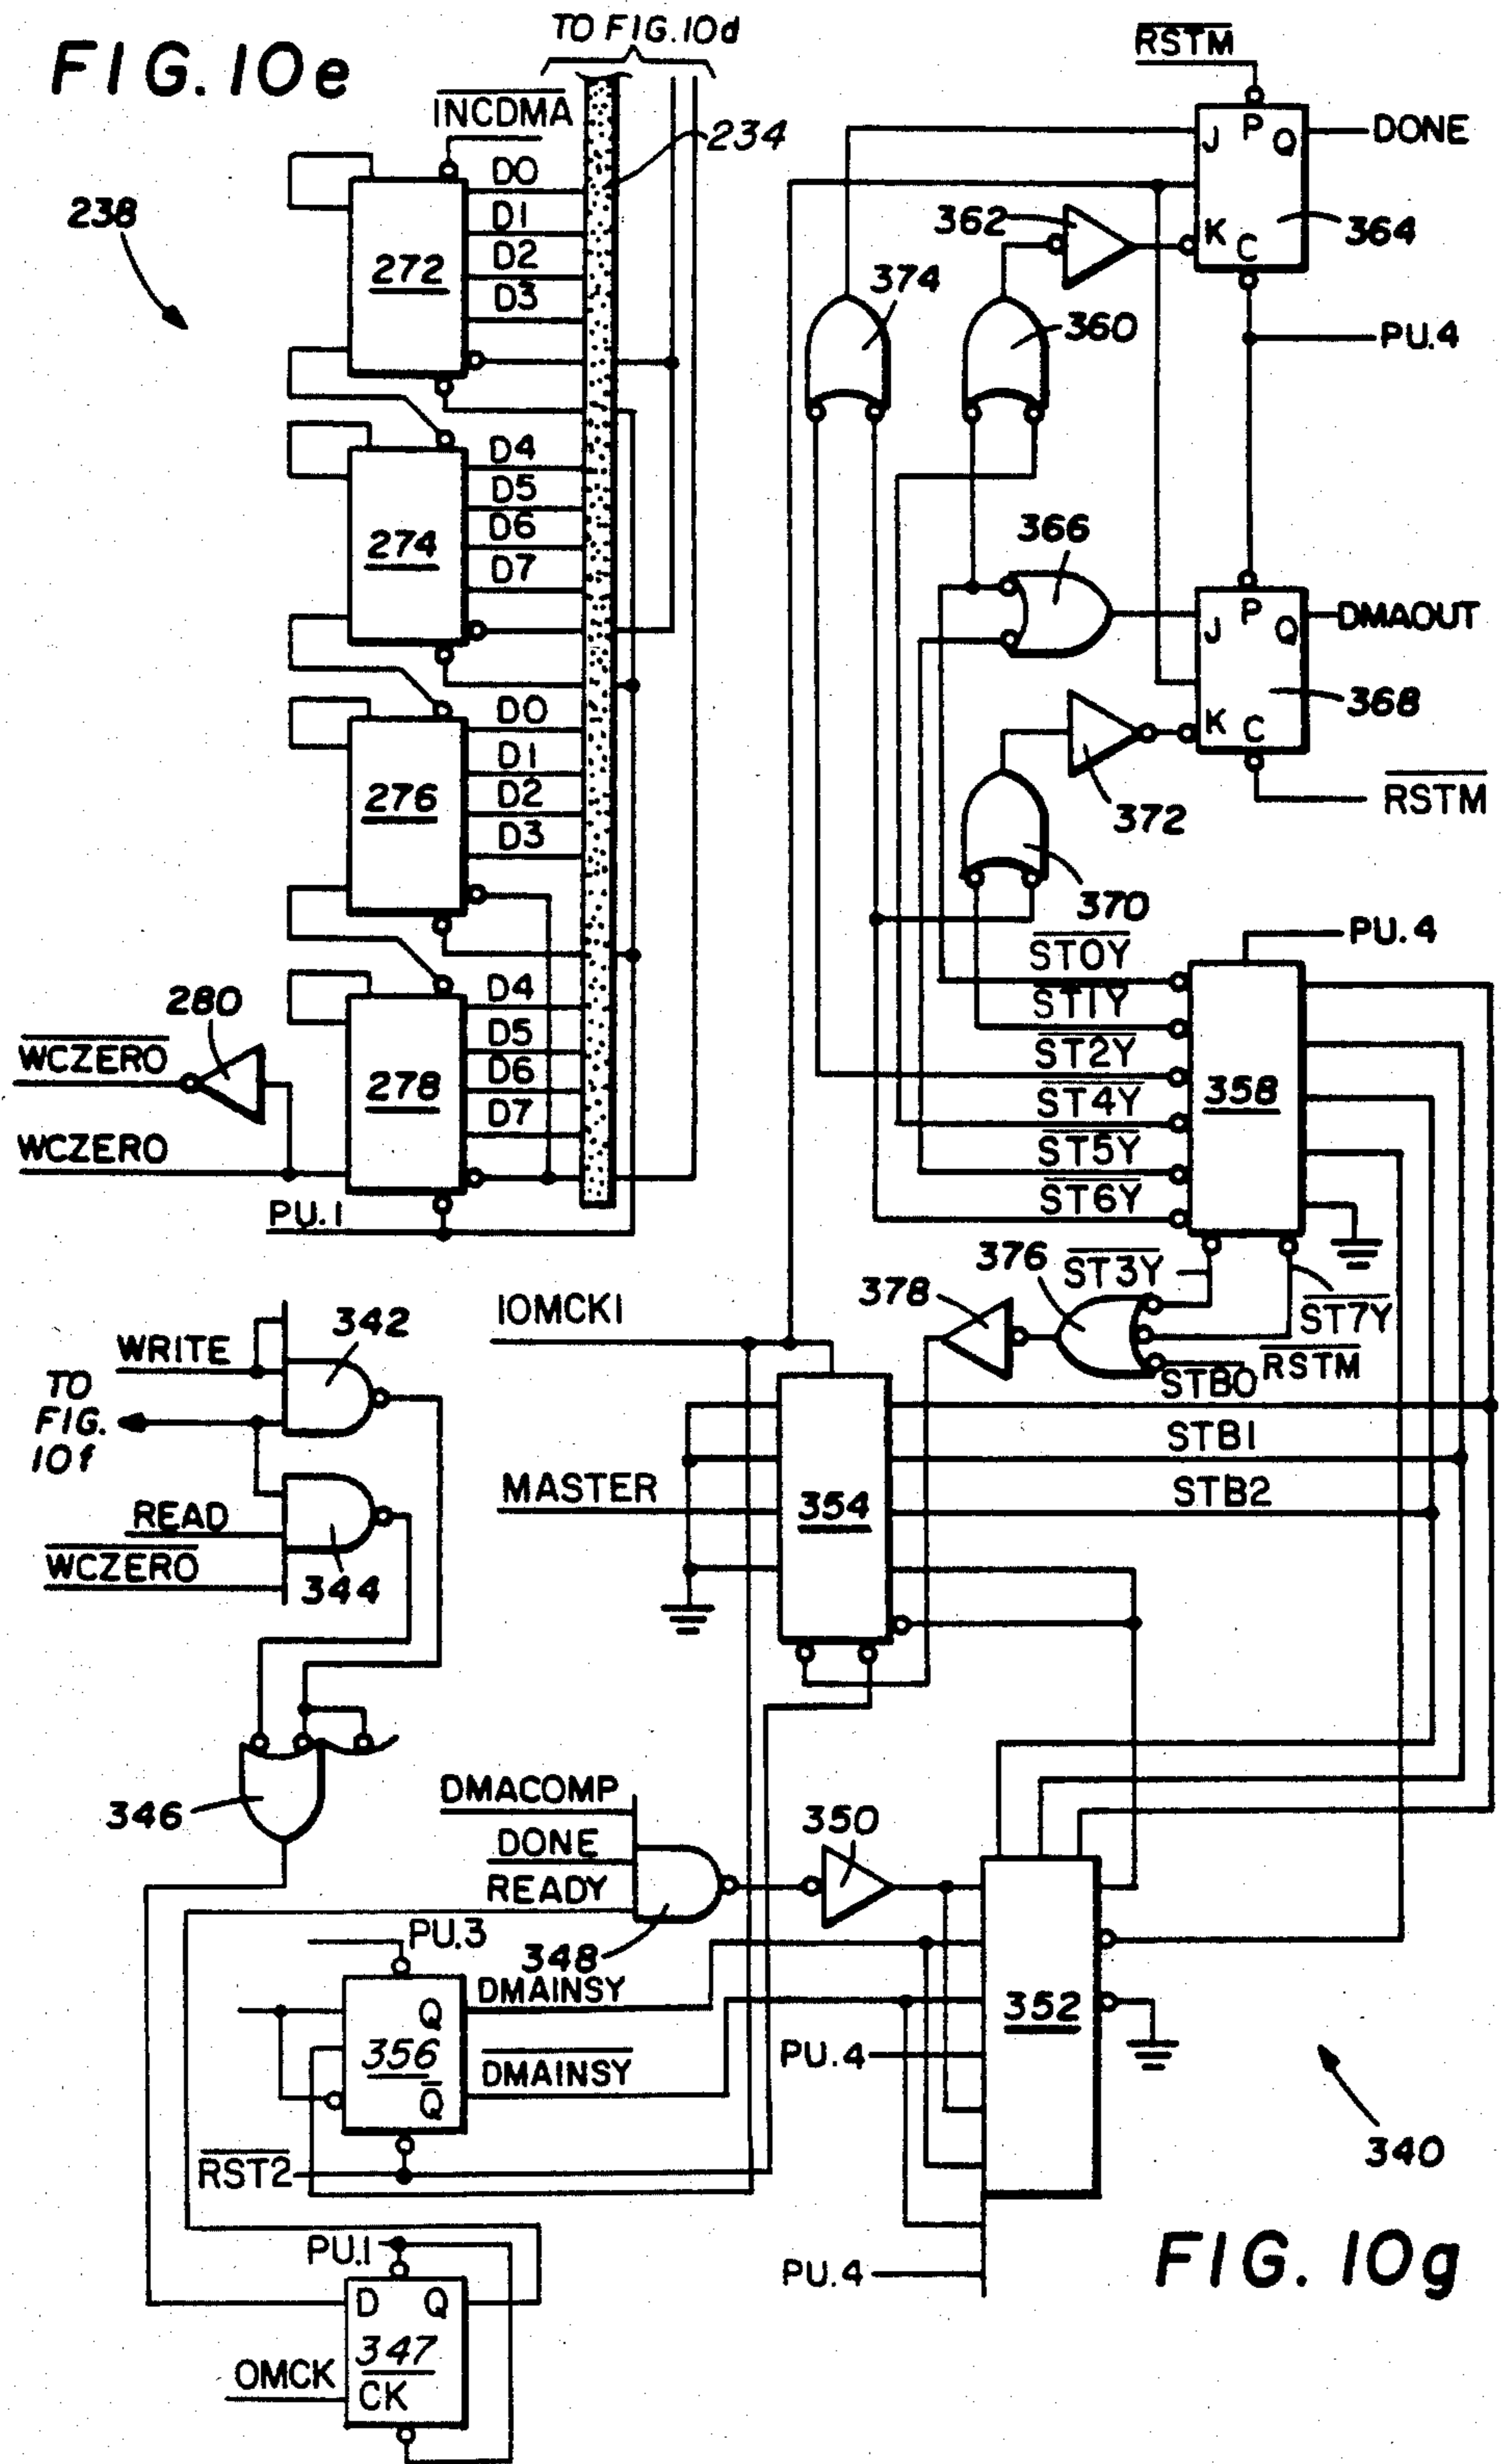 FIG. 10e
TO FIG. 10d
INCDMA
234
238
272
D0
D1
D2
D3
274
D4
D5
D6
D7
276
D0
D1
D2
D3
278
D4
D5
D6
D7
280
WCZERO
WCZERO
PU.1
RSTM
J
P
Q
K
C
DONE
364
362
374
360
PU.4
366
J
P
Q
K
C
DMAOUT
368
372
RSTM
370
PU.4
ST0Y
ST1Y
ST2Y
ST4Y
ST5Y
ST6Y
358
376
ST3Y
ST7Y
378
RSTM
IOMCK1
STB0
STB1
STB2
MASTER
354
342
WRITE
TO
FIG.
10f
READ
WCZERO
344
346
DMACOMP
DONE
READY
348
350
352
PU.3
DMAINSY
Q
356
Q
DMAINSY
PU.4
RST2
340
PU.1
PU.4
D
Q
347
OMCK
CK
FIG. 10g